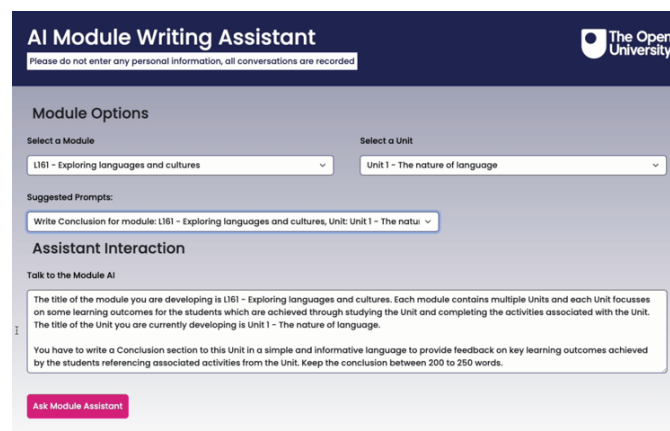 AI Module Writing Assistant
Please do not enter any personal information, all conversations are recorded
The Open
University
Module Options
Select a Module
Select a Unit
L161 - Exploring languages and cultures
Unit 1 - The nature of language
Suggested Prompts:
Write Conclusion for module: L161 - Exploring languages and cultures, Unit: Unit 1 - The natu
Assistant Interaction
Talk to the Module AI
The title of the module you are developing is L161 - Exploring languages and cultures. Each module contains multiple Units and each Unit focusses
on some learning outcomes for the students which are achieved through studying the Unit and completing the activities associated with the Unit.
The title of the Unit you are currently developing is Unit 1 - The nature of language.
You have to write a Conclusion section to this Unit in a simple and informative language to provide feedback on key learning outcomes achieved
by the students referencing associated activities from the Unit. Keep the conclusion between 200 to 250 words.
Ask Module Assistant